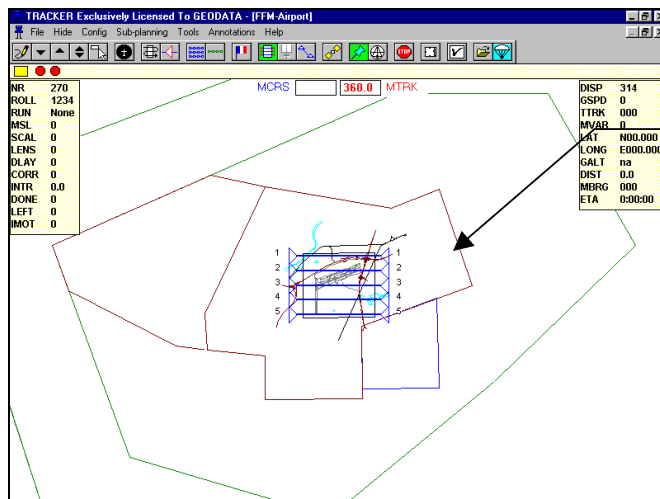 TRACKER Exclusively Licensed To GEODATA - [FFM-Airport]
File Hide Config Sub-planning Tools Annotations Help
STOP
NR 270
ROLL 1234
RUN None
MSL 0
SCAL 0
LENS 0
DLAY 0
CORR 0
INTR 0.0
DONE 0
LEFT 0
IMOT 0
MCRS 360.0 MTRK
DISP 314
GSPD 0
TTRK 000
MVAR 0
LAT N00.000
LONG E000.000
GALT na
DIST 0.0
MBRG 000
ETA 0:00:00
1 1
2 2
3 3
4 4
5 5